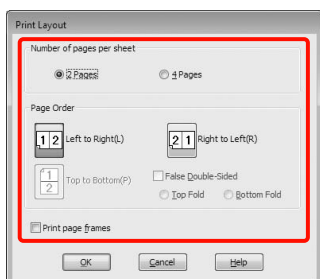 Print Layout
Number of pages per sheet
2 Pages 4 Pages
Page Order
1 2 Left to Right(L) 2 1 Right to Left(R)
1 2 Top to Bottom(P) False Double-Sided
Top Fold Bottom Fold
Print page frames
OK Cancel Help